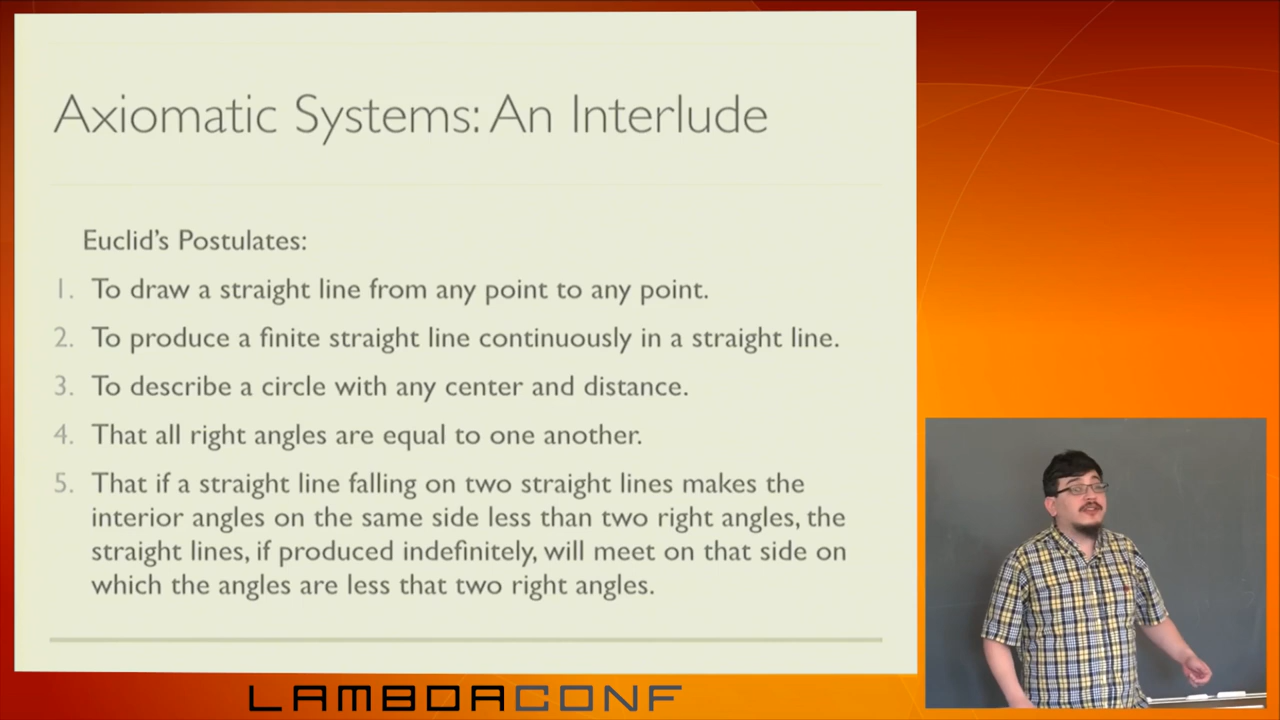 Axiomatic Systems: An Interlude
Euclid's Postulates:
1. To draw a straight line from any point to any point.
2. To produce a finite straight line continuously in a straight line.
3. To describe a circle with any center and distance.
4. That all right angles are equal to one another.
5. That if a straight line falling on two straight lines makes the
interior angles on the same side less than two right angles, the
straight lines, if produced indefinitely, will meet on that side on
which the angles are less that two right angles.
LAMBDACONF